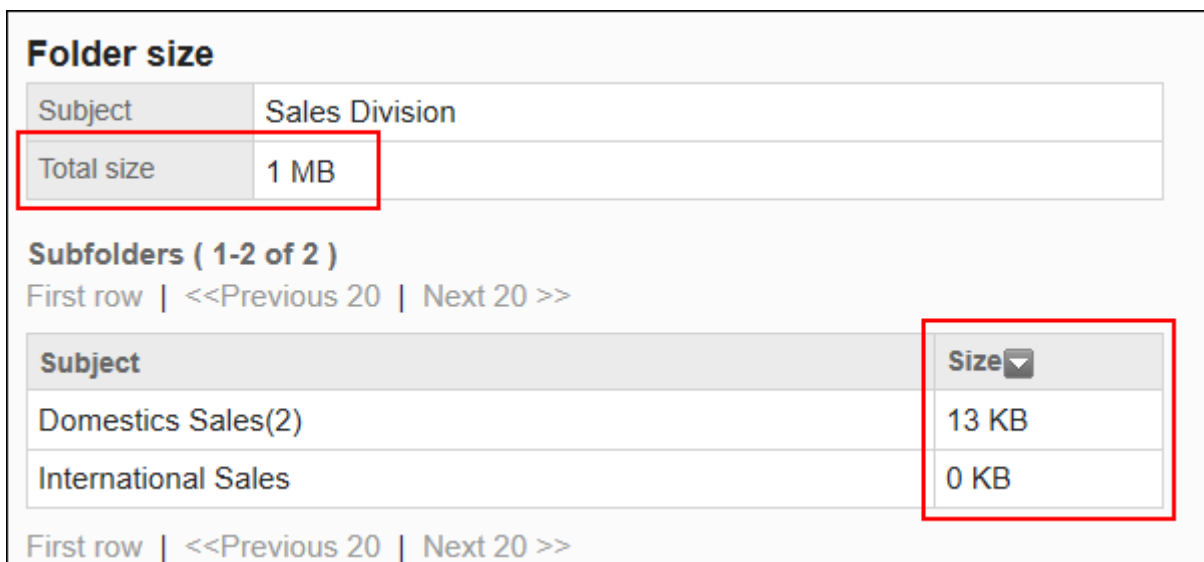 Folder size
Subject Sales Division
Total size 1 MB
Subfolders ( 1-2 of 2 )
First row | <<Previous 20 | Next 20 >>
Subject Size
Domestics Sales(2) 13 KB
International Sales 0 KB
First row | <<Previous 20 | Next 20 >>